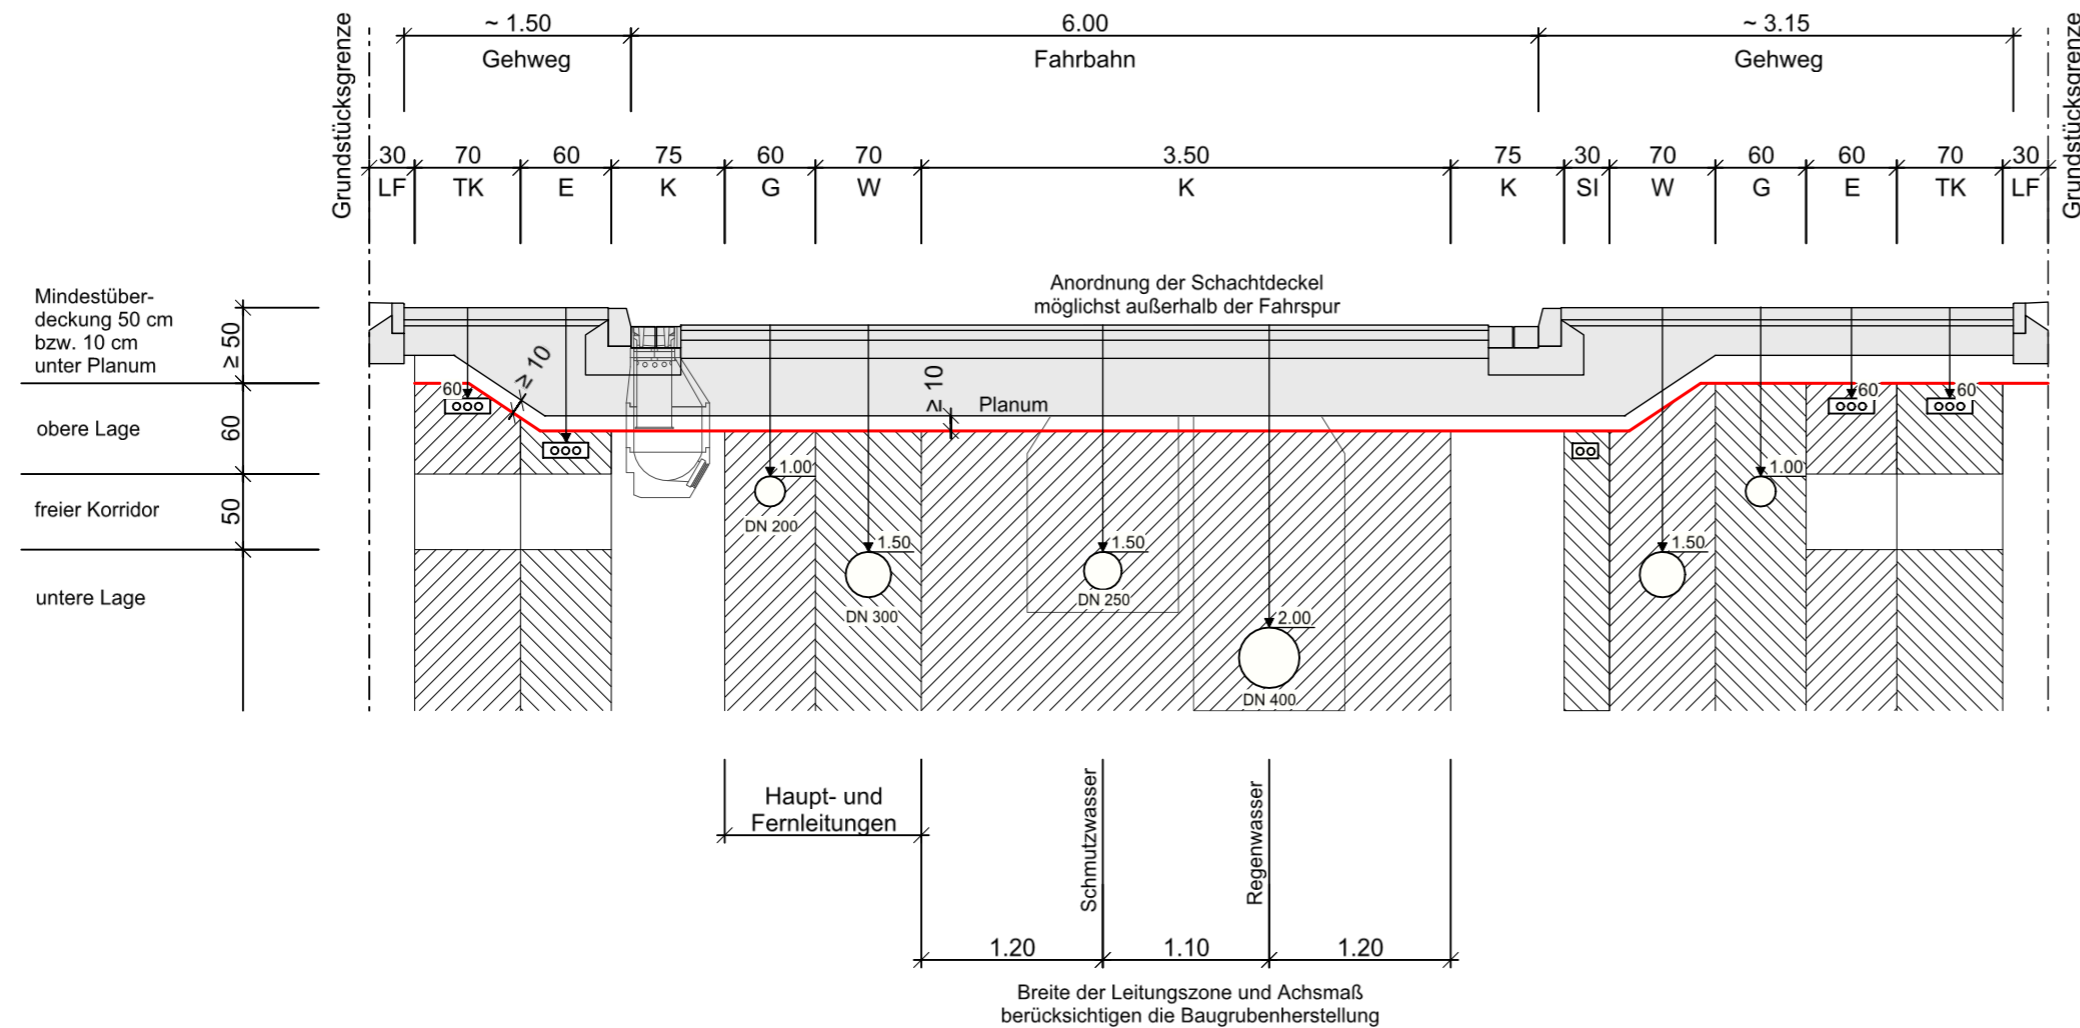 Grundstücksgrenze
~ 1.50
Gehweg
6.00
Fahrbahn
~ 3.15
Gehweg
Grundstücksgrenze
30 70 60 75 60 70 3.50 75 30 70 60 60 70 30
LF TK E K G W K K SI W G E TK LF
Mindestüber-
deckung 50 cm
bzw. 10 cm
unter Planum
≥ 50
Anordnung der Schachtdeckel
möglichst außerhalb der Fahrspur
≥ 10
≥ 10
Planum
60
60
60
obere Lage
60
freier Korridor
50
untere Lage
1.00
DN 200
1.50
DN 300
1.50
DN 250
2.00
DN 400
1.50
1.00
Haupt- und
Fernleitungen
Schmutzwasser
Regenwasser
1.20 1.10 1.20
Breite der Leitungszone und Achsmaß
berücksichtigen die Baugrubenherstellung